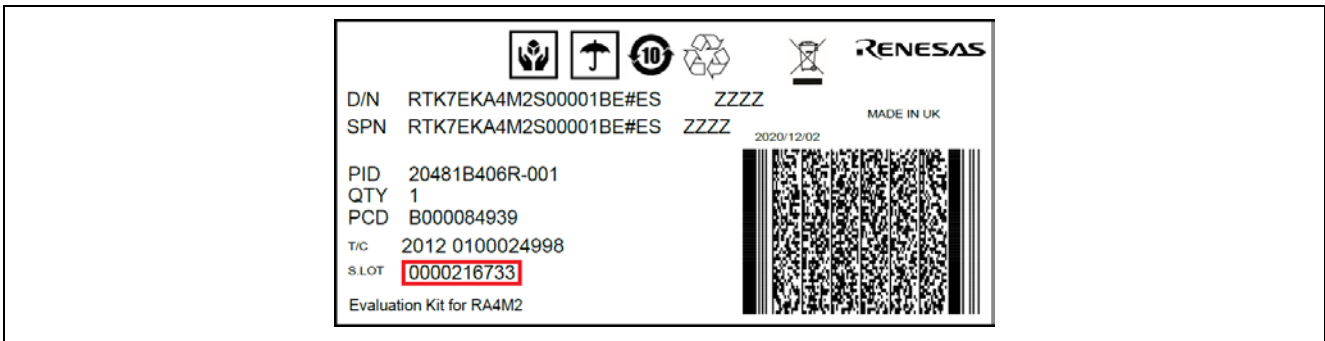 10
RENESAS
D/N RTK7EKA4M2S00001BE#ES ZZZZ
MADE IN UK
SPN RTK7EKA4M2S00001BE#ES ZZZZ
2020/12/02
PID 20481B406R-001
QTY 1
PCD B000084939
T/C 2012 0100024998
S.LOT 0000216733
Evaluation Kit for RA4M2